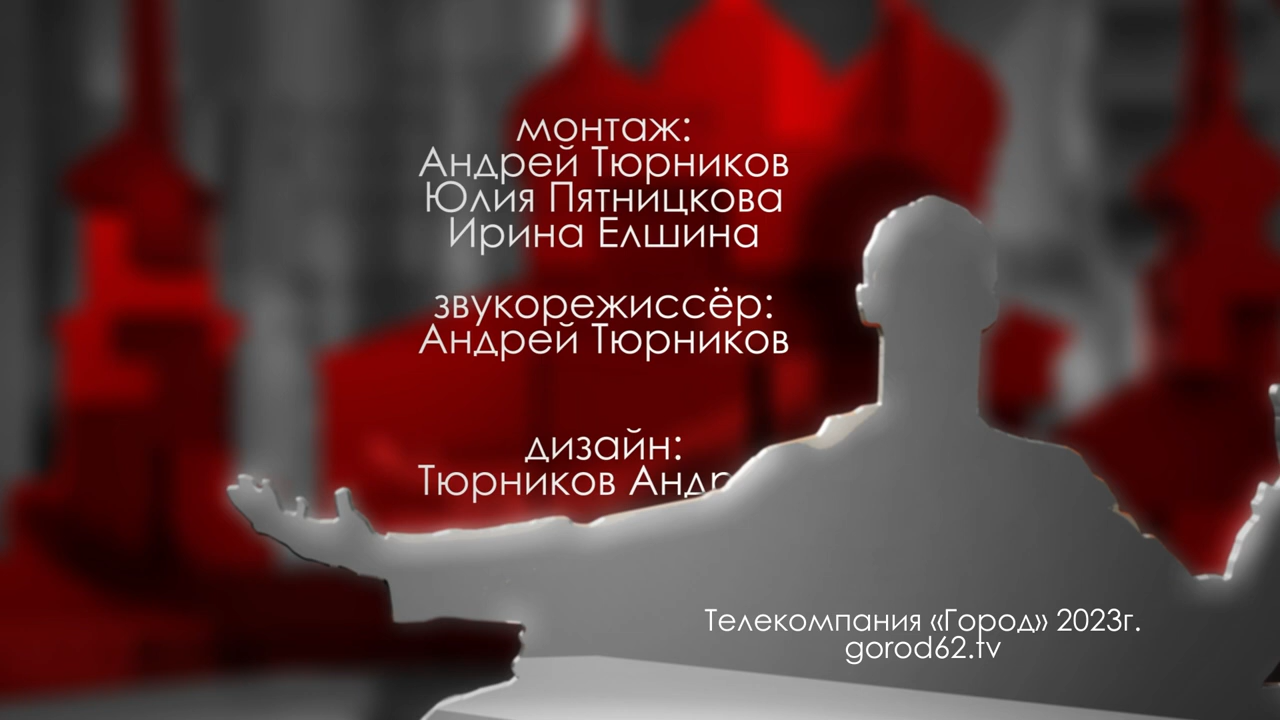 монтаж:
Андрей Тюрников
Юлия Пятницкова
Ирина Елшина
звукорежиссёр:
Андрей Тюрников
дизайн:
Тюрников
Телекомпания «Город» 2023г.
gorod62.tv